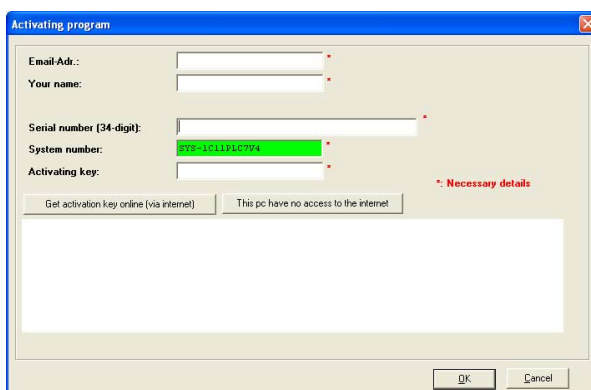 Activating program
Email-Adr.: *
Your name: *
Serial number (34-digit): *
System number: SYS-1C11PLC7V4 *
Activating key: *
*: Necessary details
Get activation key online (via internet) This pc have no access to the internet
OK Cancel